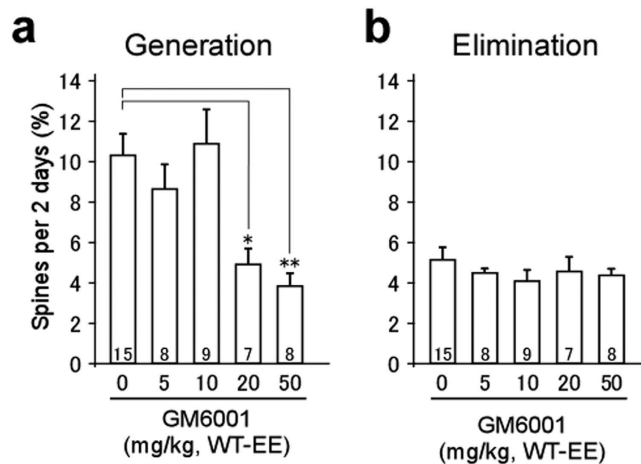 a
Generation
Spines per 2 days (%)
14
12
10
8
6
4
2
0
*
**
15 8 9 7 8
0 5 10 20 50
GM6001
(mg/kg, WT-EE)
b
Elimination
14
12
10
8
6
4
2
0
15 8 9 7 8
0 5 10 20 50
GM6001
(mg/kg, WT-EE)